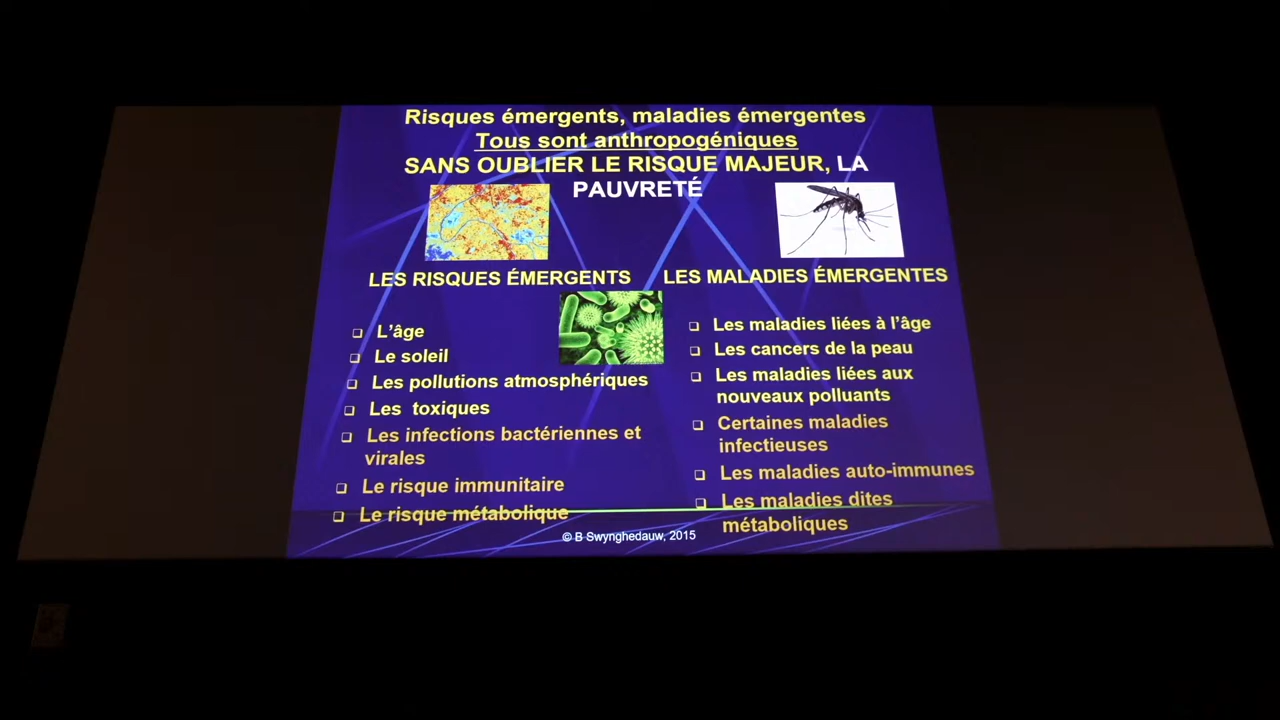 Risques émergents, maladies émergentes
Tous sont anthropogéniques
SANS OUBLIER LE RISQUE MAJEUR, LA
PAUVRETÉ
LES RISQUES ÉMERGENTS
L'âge
Le soleil
Les pollutions atmosphériques
Les toxiques
Les infections bactériennes et
virales
Le risque immunitaire
Le risque métabolique
LES MALADIES ÉMERGENTES
Les maladies liées à l'âge
Les cancers de la peau
Les maladies liées aux
nouveaux polluants
Certaines maladies
infectieuses
Les maladies auto-immunes
Les maladies dites
métaboliques
© B Swynghedauw, 2015